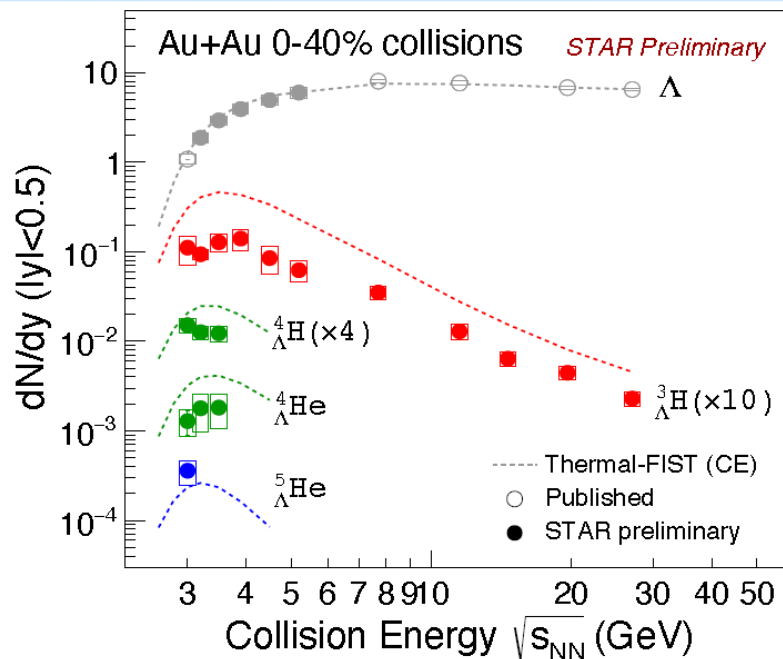 Au+Au 0-40% collisions
STAR Preliminary
Λ
10
1
10⁻¹
10⁻²
10⁻³
10⁻⁴
dN/dy (|y|<0.5)
⁴ΛH(×4)
⁴ΛHe
⁵ΛHe
³ΛH(×10)
Thermal-FIST (CE)
Published
STAR preliminary
3 4 5 6 7 8 9 10 20 30 40 50
Collision Energy √sNN (GeV)